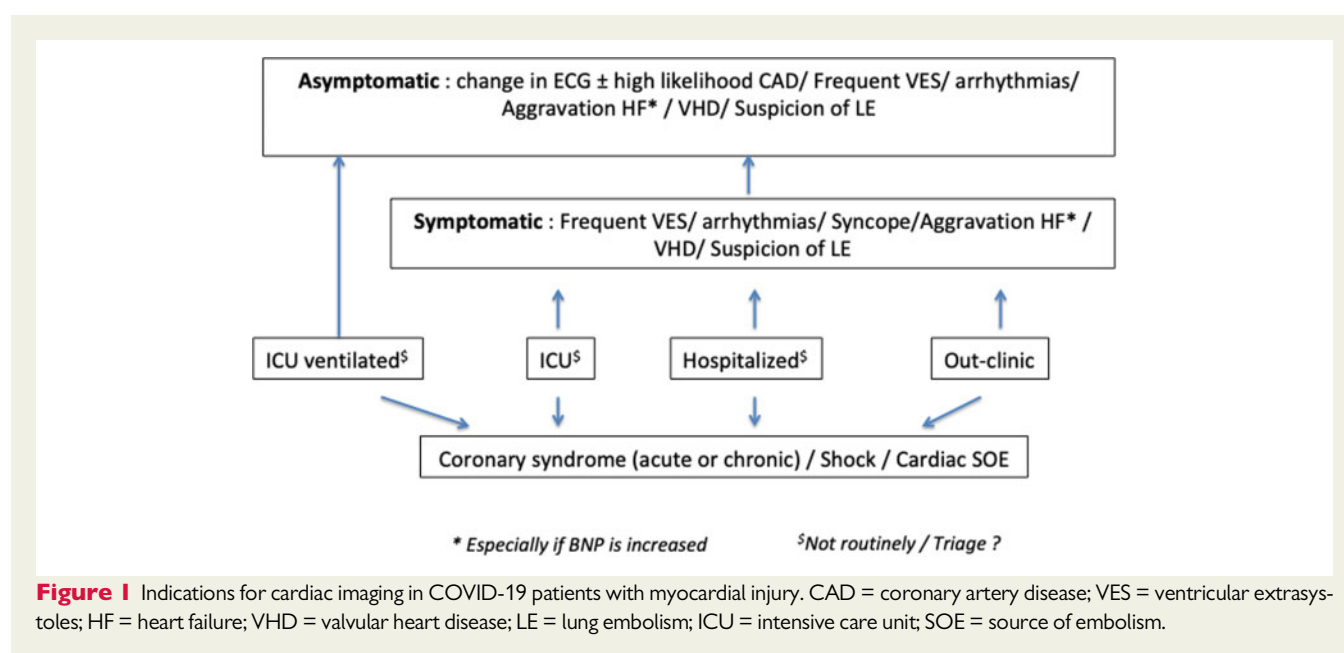 Asymptomatic : change in ECG ± high likelihood CAD/ Frequent VES/ arrhythmias/
Aggravation HF* / VHD/ Suspicion of LE
Symptomatic : Frequent VES/ arrhythmias/ Syncope/Aggravation HF* /
VHD/ Suspicion of LE
ICU ventilated$
ICU$
Hospitalized$
Out-clinic
Coronary syndrome (acute or chronic) / Shock / Cardiac SOE
* Especially if BNP is increased
$Not routinely / Triage ?
Figure 1 Indications for cardiac imaging in COVID-19 patients with myocardial injury. CAD = coronary artery disease; VES = ventricular extrasys-
toles; HF = heart failure; VHD = valvular heart disease; LE = lung embolism; ICU = intensive care unit; SOE = source of embolism.